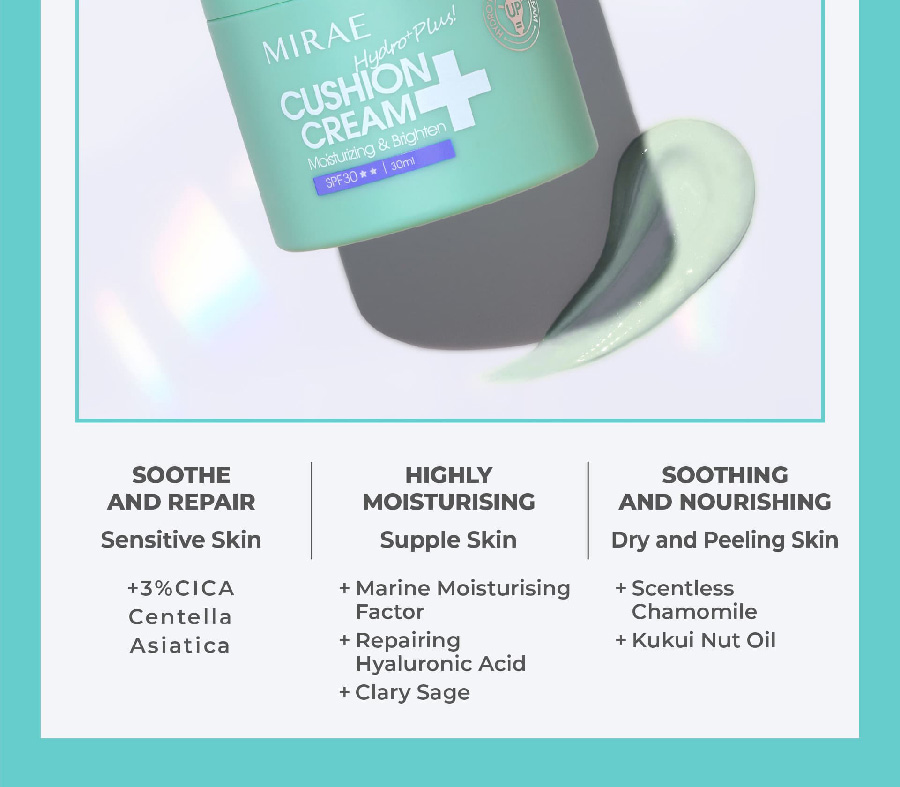 MIRAE
Hydro+Plus!
CUSHION
CREAM
Moisturizing & Brighten
SPF30★★ | 30ml
UP
SOOTHE
AND REPAIR
Sensitive Skin
+3%CICA
Centella
Asiatica
HIGHLY
MOISTURISING
Supple Skin
+ Marine Moisturising
Factor
+ Repairing
Hyaluronic Acid
+ Clary Sage
SOOTHING
AND NOURISHING
Dry and Peeling Skin
+ Scentless
Chamomile
+ Kukui Nut Oil